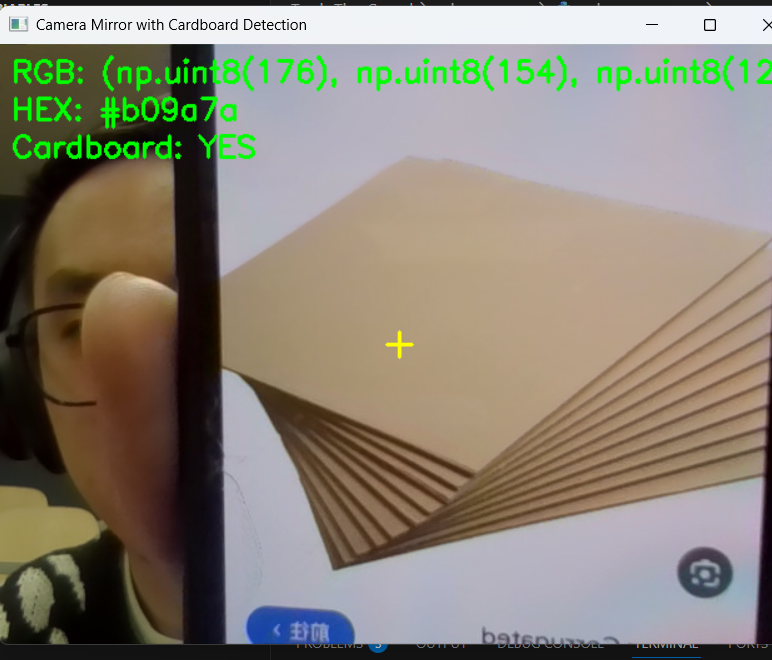 Camera Mirror with Cardboard Detection
RGB: (np.uint8(176), np.uint8(154), np.uint8(12
HEX: #b09a7a
Cardboard: YES
前往
Corrugated
PROBLEMS
OUTPUT
DEBUG CONSOLE
TERMINAL
PORTS